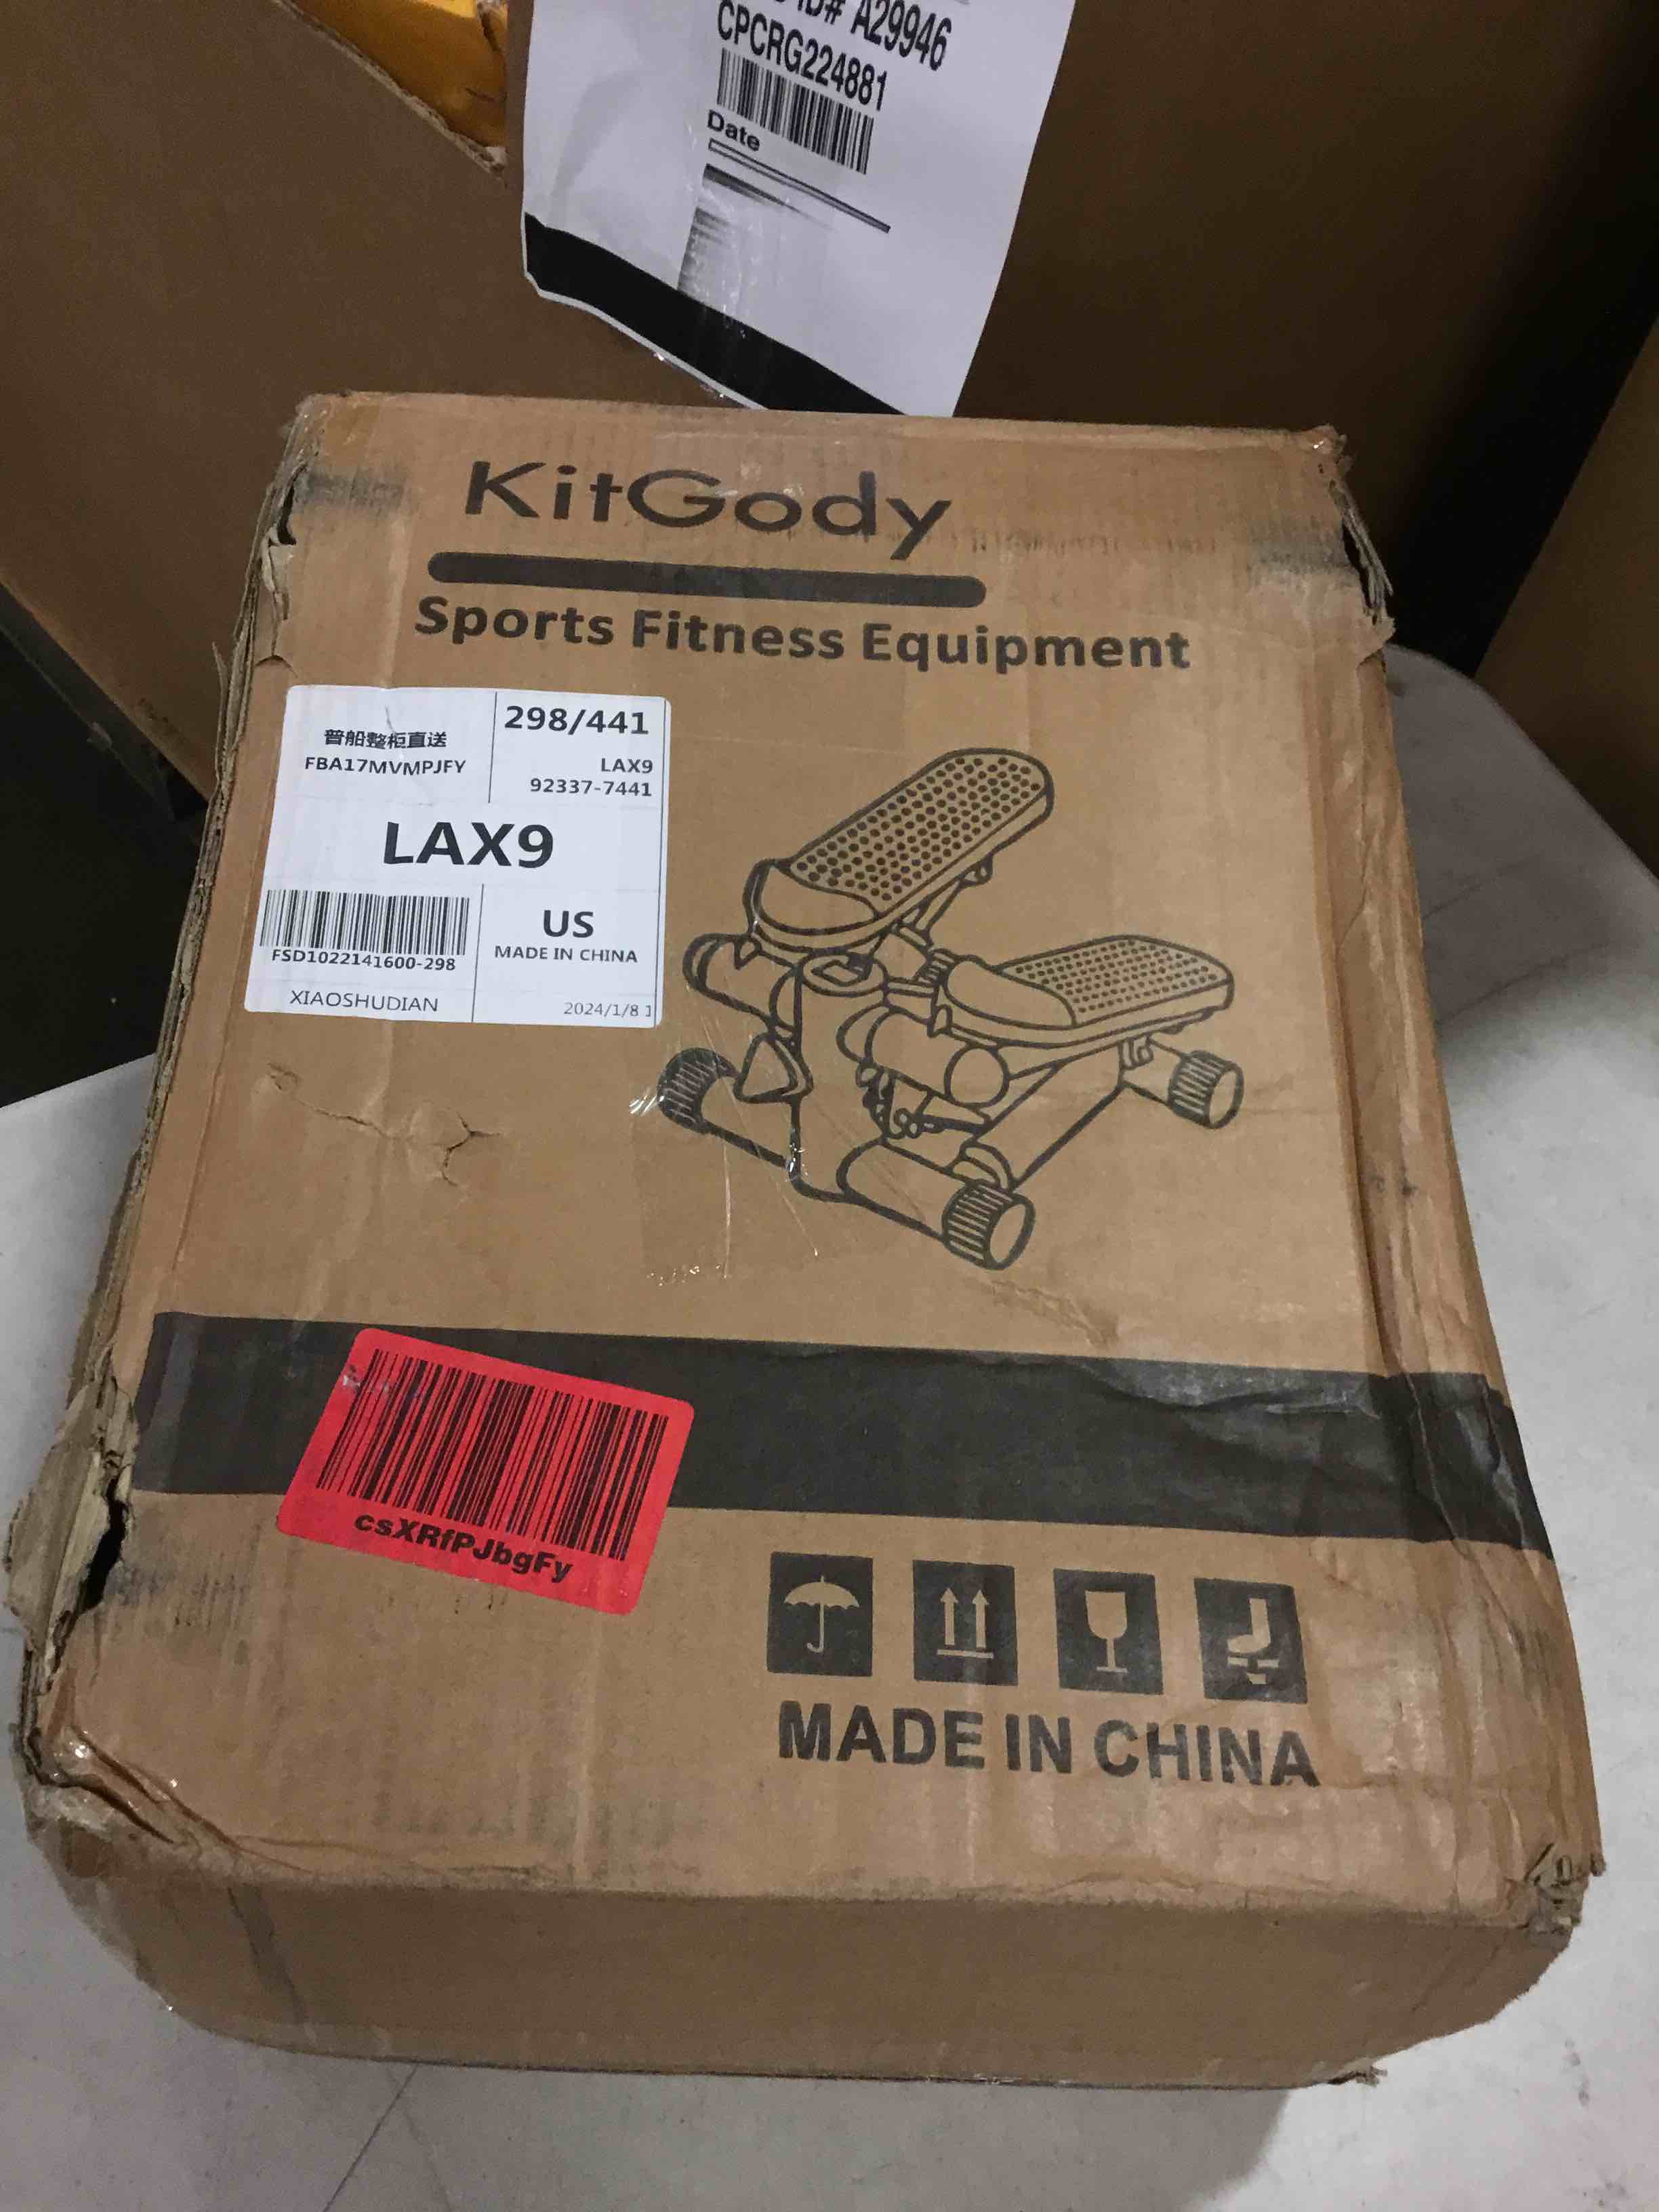 ID# A29946
CPCRG224881
Date
KitGody
Sports Fitness Equipment
普船整柜直送
FBA17MVMPJFY
298/441
LAX9
92337-7441
LAX9
FSD1022141600-298
US
MADE IN CHINA
XIAOSHUDIAN
2024/1/8 1
csXRfPJbgFy
MADE IN CHINA